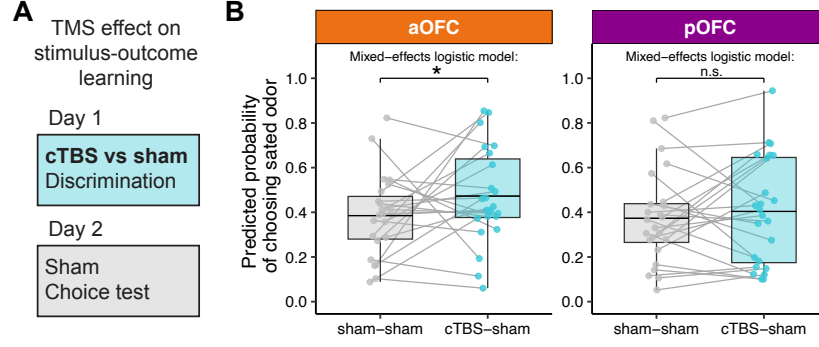 A
TMS effect on
stimulus-outcome
learning
Day 1
cTBS vs sham
Discrimination
Day 2
Sham
Choice test
B
Predicted probability
of choosing sated odor
aOFC
Mixed-effects logistic model:
*
1.0
0.8
0.6
0.4
0.2
0.0
sham−sham
cTBS−sham
pOFC
Mixed-effects logistic model:
n.s.
1.0
0.8
0.6
0.4
0.2
0.0
sham−sham
cTBS−sham